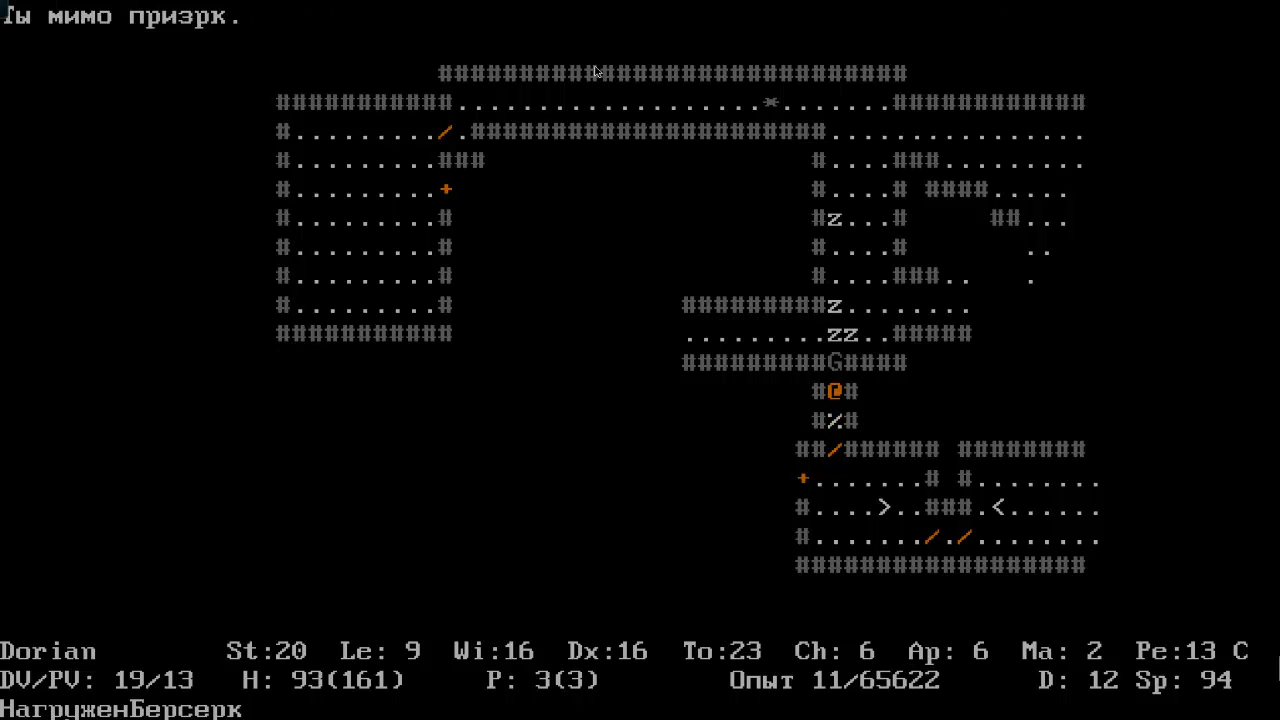 Ты мимо призрк.
#############################
###########...................*.......############
#........./.######################................
#.........###                     #....###.........
#.........+                       #....# ####.....
#.........#                       #z...#     ##...
#.........#                       #....#       ..
#.........#                       #....###..   .
#.........#              #########z........
###########              .........zz..#####
#########G####
#@#
#%#
##/###### ########
+.......# #........
#....>..###.<......
#......././........
##################
Dorian St:20 Le: 9 Wi:16 Dx:16 To:23 Ch: 6 Ap: 6 Ma: 2 Pe:13 C
DV/PV: 19/13 H: 93(161) P: 3(3) Опыт 11/65622 D: 12 Sp: 94
НагруженБерсерк